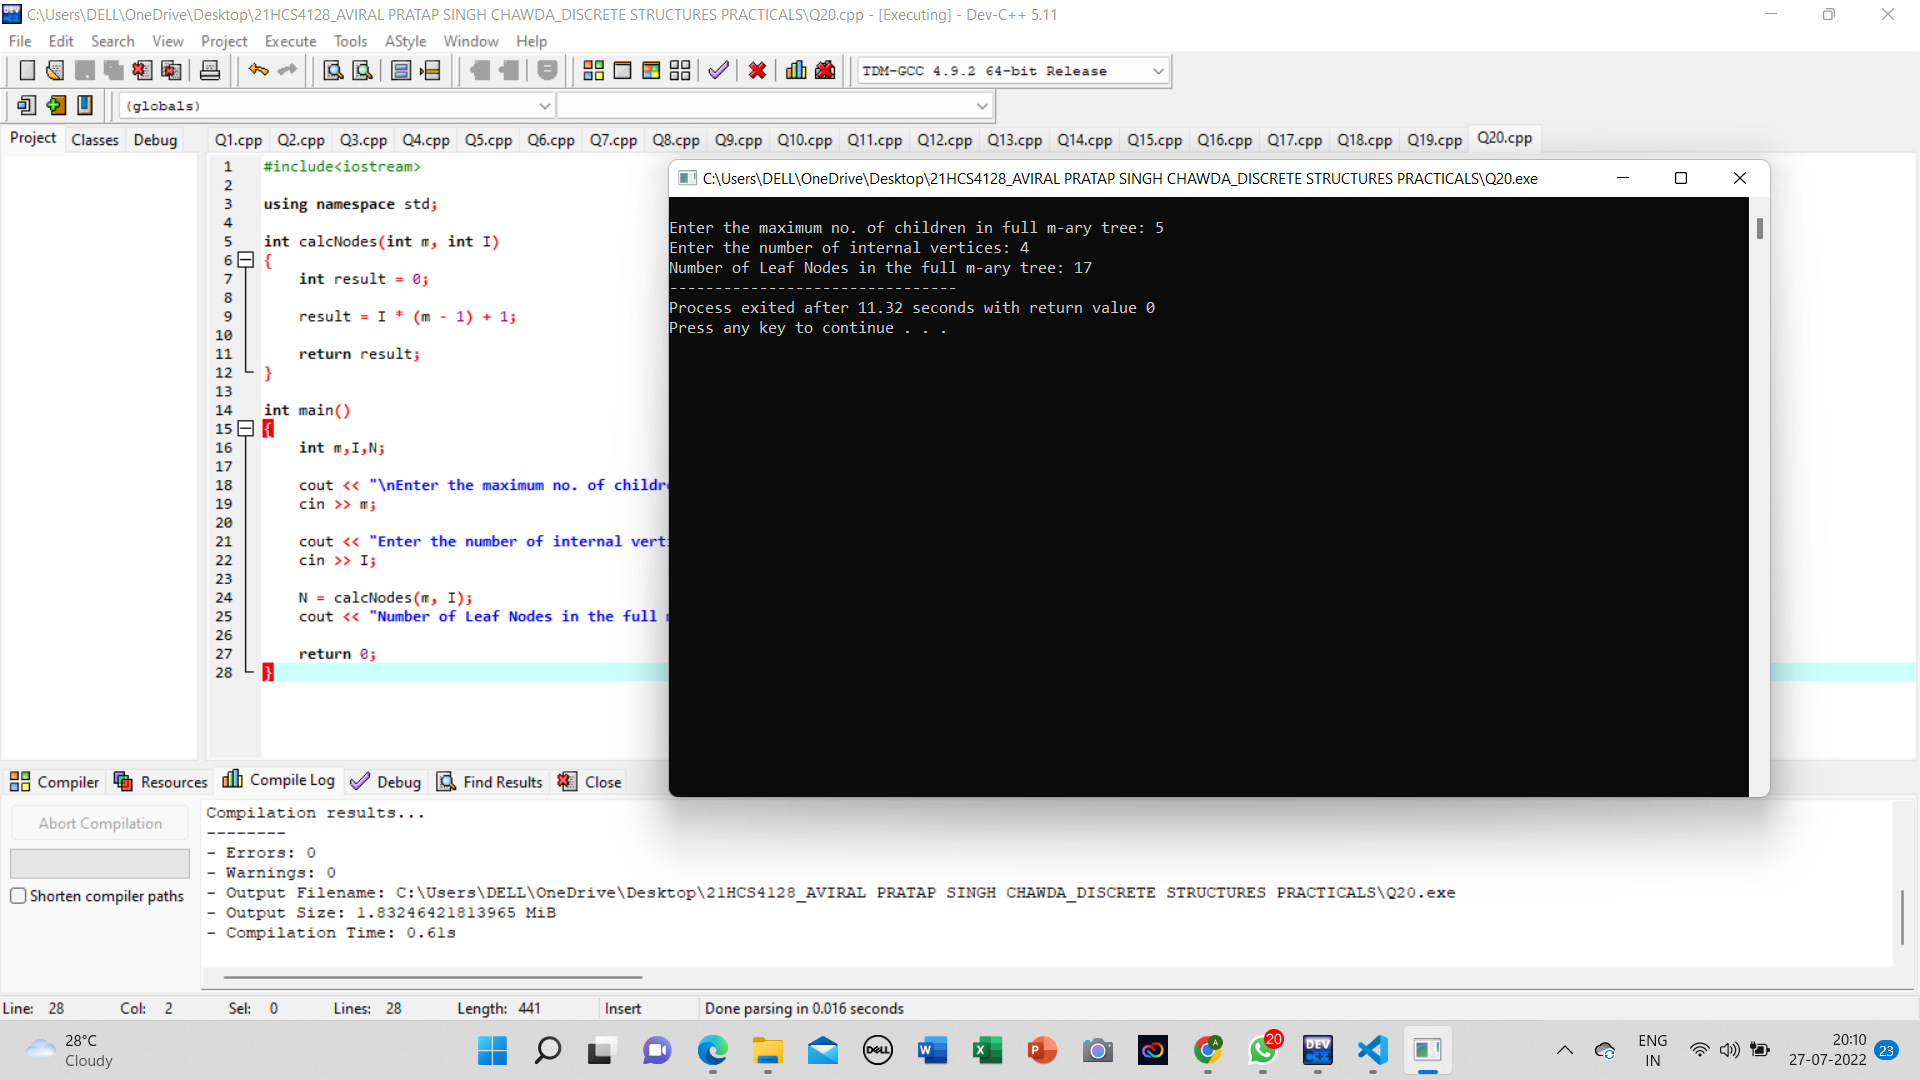 C:\Users\DELL\OneDrive\Desktop\21HCS4128_AVIRAL PRATAP SINGH CHAWDA_DISCRETE STRUCTURES PRACTICALS\Q20.cpp - [Executing] - Dev-C++ 5.11
File Edit Search View Project Execute Tools AStyle Window Help
TDM-GCC 4.9.2 64-bit Release
(globals)
Project Classes Debug Q1.cpp Q2.cpp Q3.cpp Q4.cpp Q5.cpp Q6.cpp Q7.cpp Q8.cpp Q9.cpp Q10.cpp Q11.cpp Q12.cpp Q13.cpp Q14.cpp Q15.cpp Q16.cpp Q17.cpp Q18.cpp Q19.cpp Q20.cpp
1 #include<iostream>
2
3 using namespace std;
4
5 int calcNodes(int m, int I)
6 {
7 int result = 0;
8
9 result = I * (m - 1) + 1;
10
11 return result;
12 }
13
14 int main()
15 {
16 int m,I,N;
17
18 cout << "\nEnter the maximum no. of childr
19 cin >> m;
20
21 cout << "Enter the number of internal vert
22 cin >> I;
23
24 N = calcNodes(m, I);
25 cout << "Number of Leaf Nodes in the full
26
27 return 0;
28 }
C:\Users\DELL\OneDrive\Desktop\21HCS4128_AVIRAL PRATAP SINGH CHAWDA_DISCRETE STRUCTURES PRACTICALS\Q20.exe
Enter the maximum no. of children in full m-ary tree: 5
Enter the number of internal vertices: 4
Number of Leaf Nodes in the full m-ary tree: 17
--------------------------------
Process exited after 11.32 seconds with return value 0
Press any key to continue . . .
Compiler Resources Compile Log Debug Find Results Close
Abort Compilation
Shorten compiler paths
Compilation results...
--------
- Errors: 0
- Warnings: 0
- Output Filename: C:\Users\DELL\OneDrive\Desktop\21HCS4128_AVIRAL PRATAP SINGH CHAWDA_DISCRETE STRUCTURES PRACTICALS\Q20.exe
- Output Size: 1.83246421813965 MiB
- Compilation Time: 0.61s
Line: 28 Col: 2 Sel: 0 Lines: 28 Length: 441 Insert Done parsing in 0.016 seconds
28°C
Cloudy
DELL
20
DEV
ENG
IN
20:10
27-07-2022
23